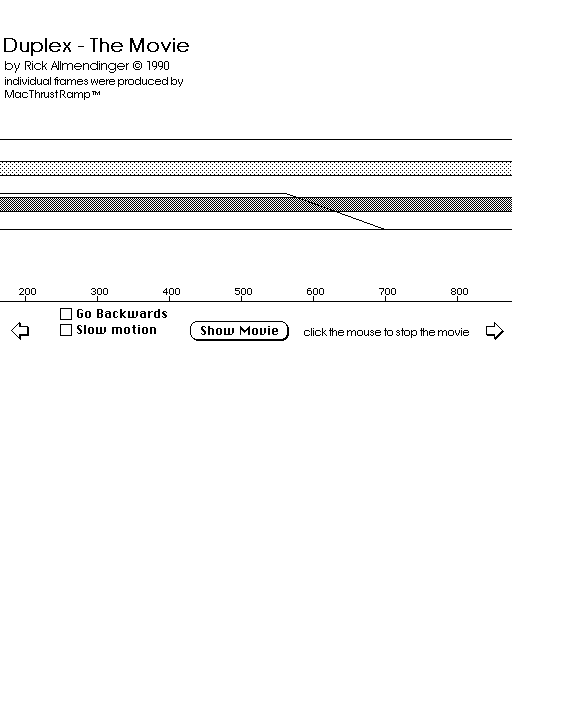 Duplex - The Movie
by Rick Allmendinger © 1990
individual frames were produced by
MacThrustRamp™
200 300 400 500 600 700 800
Go Backwards
Slow motion
Show Movie
click the mouse to stop the movie